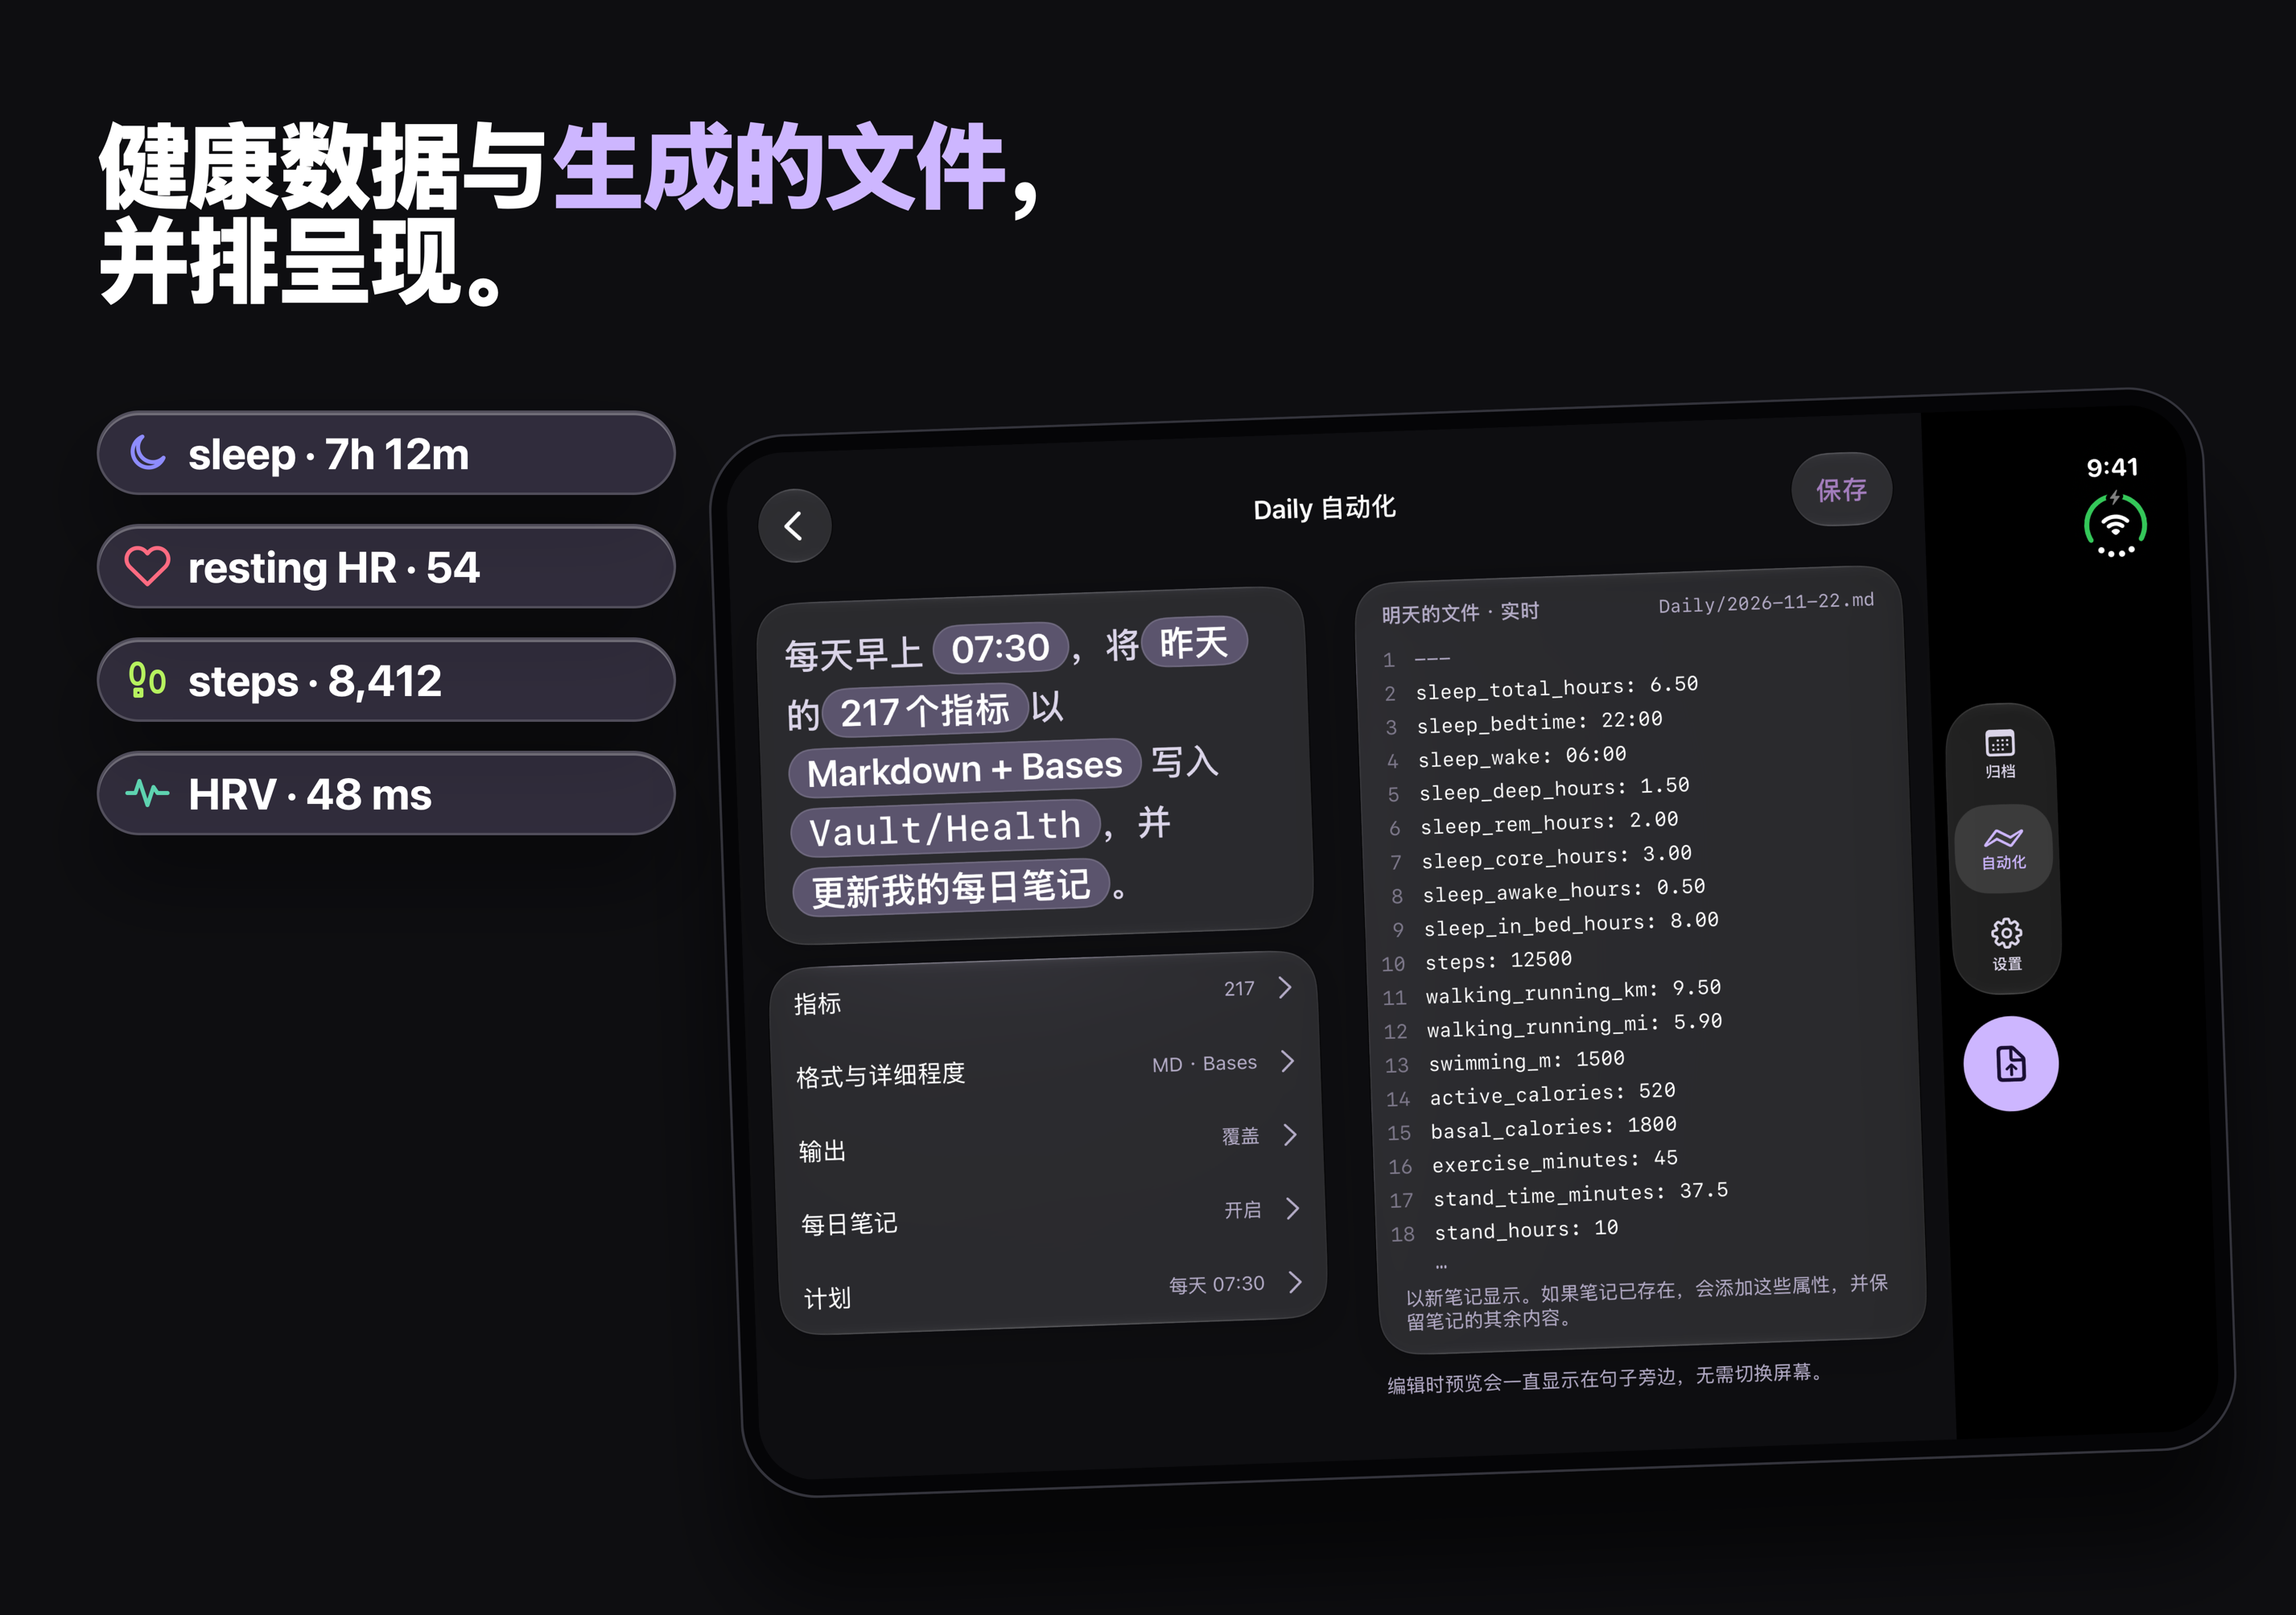 健康数据与生成的文件，
并排呈现。
sleep · 7h 12m
resting HR · 54
steps · 8,412
HRV · 48 ms
Daily 自动化
保存
每天早上 07:30 ，将 昨天
的 217 个指标 以
Markdown + Bases 写入
Vault/Health ，并
更新我的每日笔记 。
指标 217
格式与详细程度 MD · Bases
输出 覆盖
每日笔记 开启
计划 每天 07:30
明天的文件 · 实时 Daily/2026-11-22.md
1 ---
2 sleep_total_hours: 6.50
3 sleep_bedtime: 22:00
4 sleep_wake: 06:00
5 sleep_deep_hours: 1.50
6 sleep_rem_hours: 2.00
7 sleep_core_hours: 3.00
8 sleep_awake_hours: 0.50
9 sleep_in_bed_hours: 8.00
10 steps: 12500
11 walking_running_km: 9.50
12 walking_running_mi: 5.90
13 swimming_m: 1500
14 active_calories: 520
15 basal_calories: 1800
16 exercise_minutes: 45
17 stand_time_minutes: 37.5
18 stand_hours: 10
…
以新笔记显示。如果笔记已存在，会添加这些属性，并保
留笔记的其余内容。
编辑时预览会一直显示在句子旁边，无需切换屏幕。
9:41
归档
自动化
设置